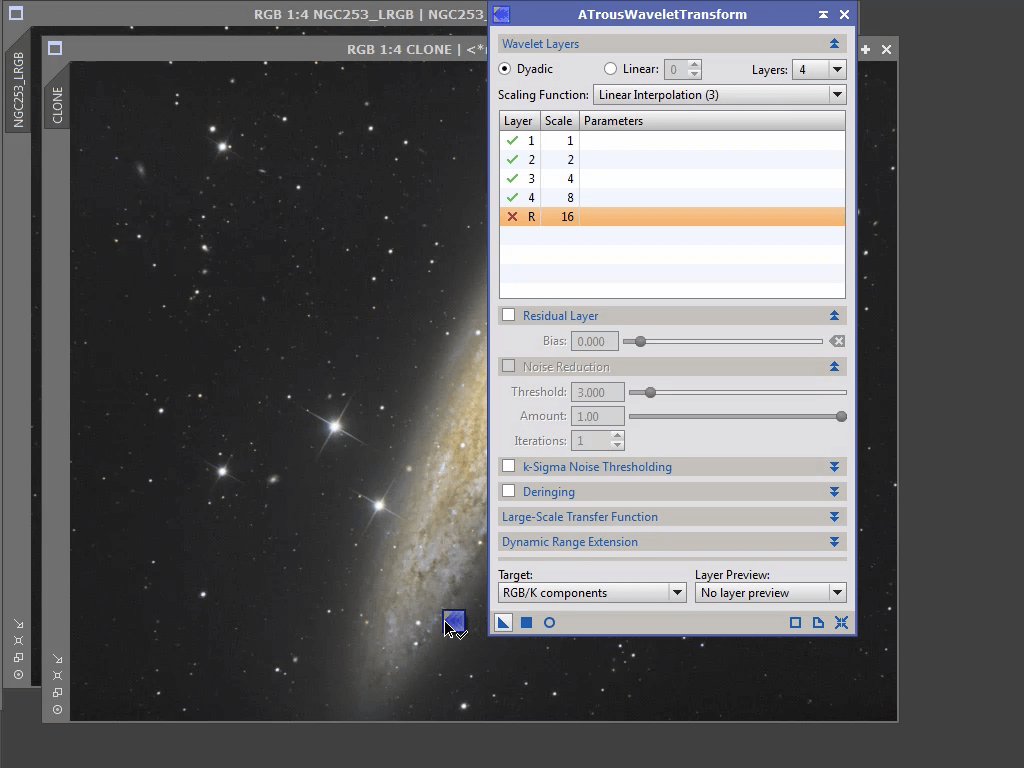 RGB 1:4 NGC253_LRGB | NGC253_
ATrousWaveletTransform
RGB 1:4 CLONE | <*
NGC253_LRGB
CLONE
Wavelet Layers
Dyadic
Linear:
0
Layers:
4
Scaling Function:
Linear Interpolation (3)
Layer Scale Parameters
1 1
2 2
3 4
4 8
R 16
Residual Layer
Bias: 0.000
Noise Reduction
Threshold: 3.000
Amount: 1.00
Iterations: 1
k-Sigma Noise Thresholding
Deringing
Large-Scale Transfer Function
Dynamic Range Extension
Target:
Layer Preview:
RGB/K components
No layer preview